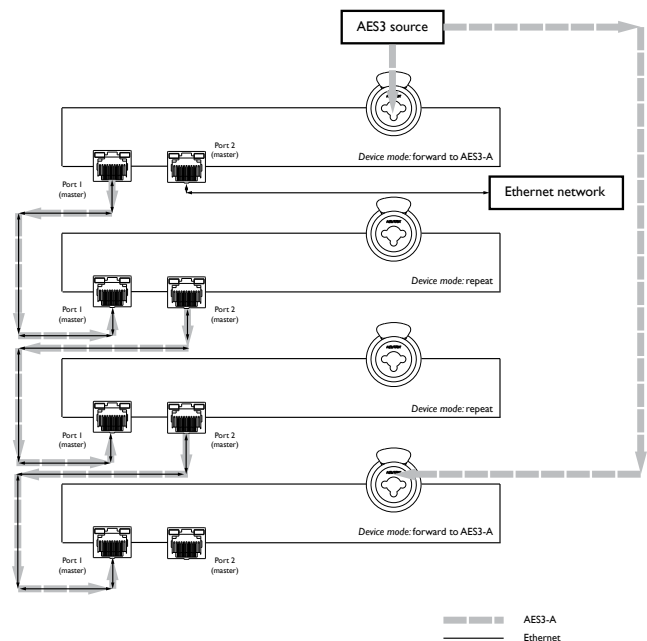 AES3 source
Port 1
(master)
Port 2
(master)
Device mode: forward to AES3-A
Ethernet network
Port 1
(master)
Port 2
(master)
Device mode: repeat
Port 1
(master)
Port 2
(master)
Device mode: repeat
Port 1
(master)
Port 2
(master)
Device mode: forward to AES3-A
AES3-A
Ethernet